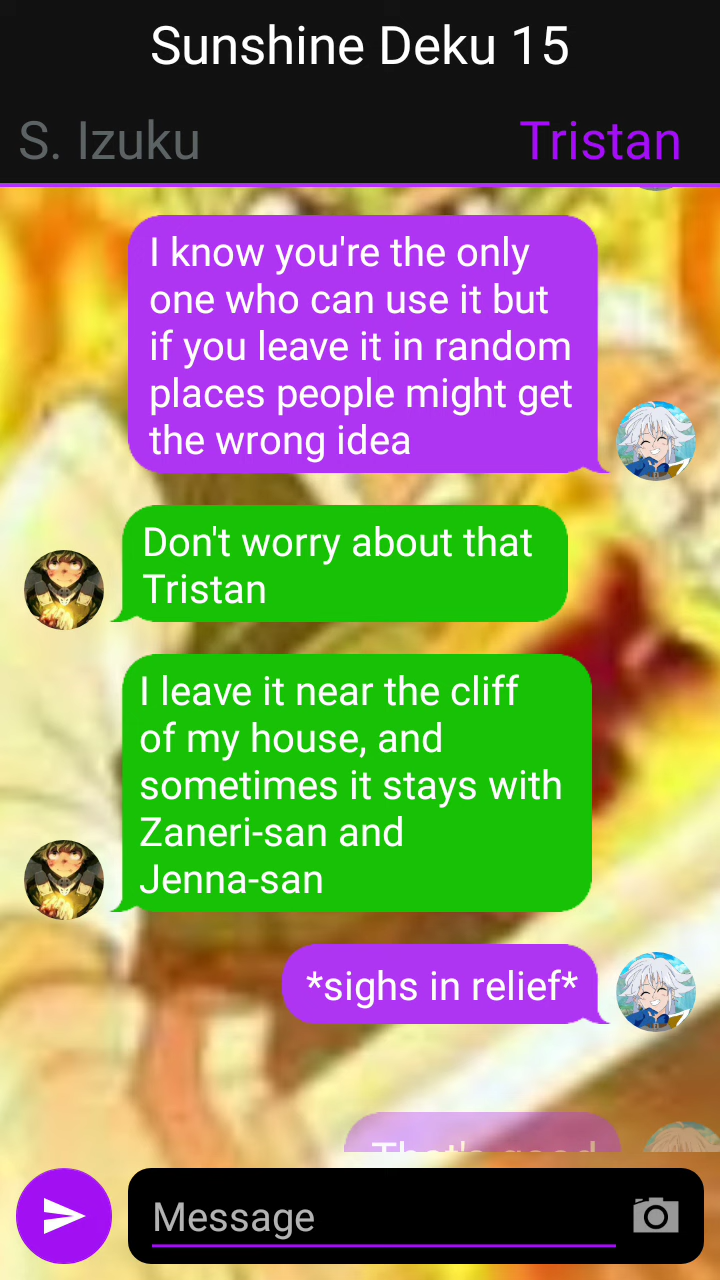 Sunshine Deku 15
S. Izuku
Tristan
I know you're the only
one who can use it but
if you leave it in random
places people might get
the wrong idea
Don't worry about that
Tristan
I leave it near the cliff
of my house, and
sometimes it stays with
Zaneri-san and
Jenna-san
*sighs in relief*
That's good
Message